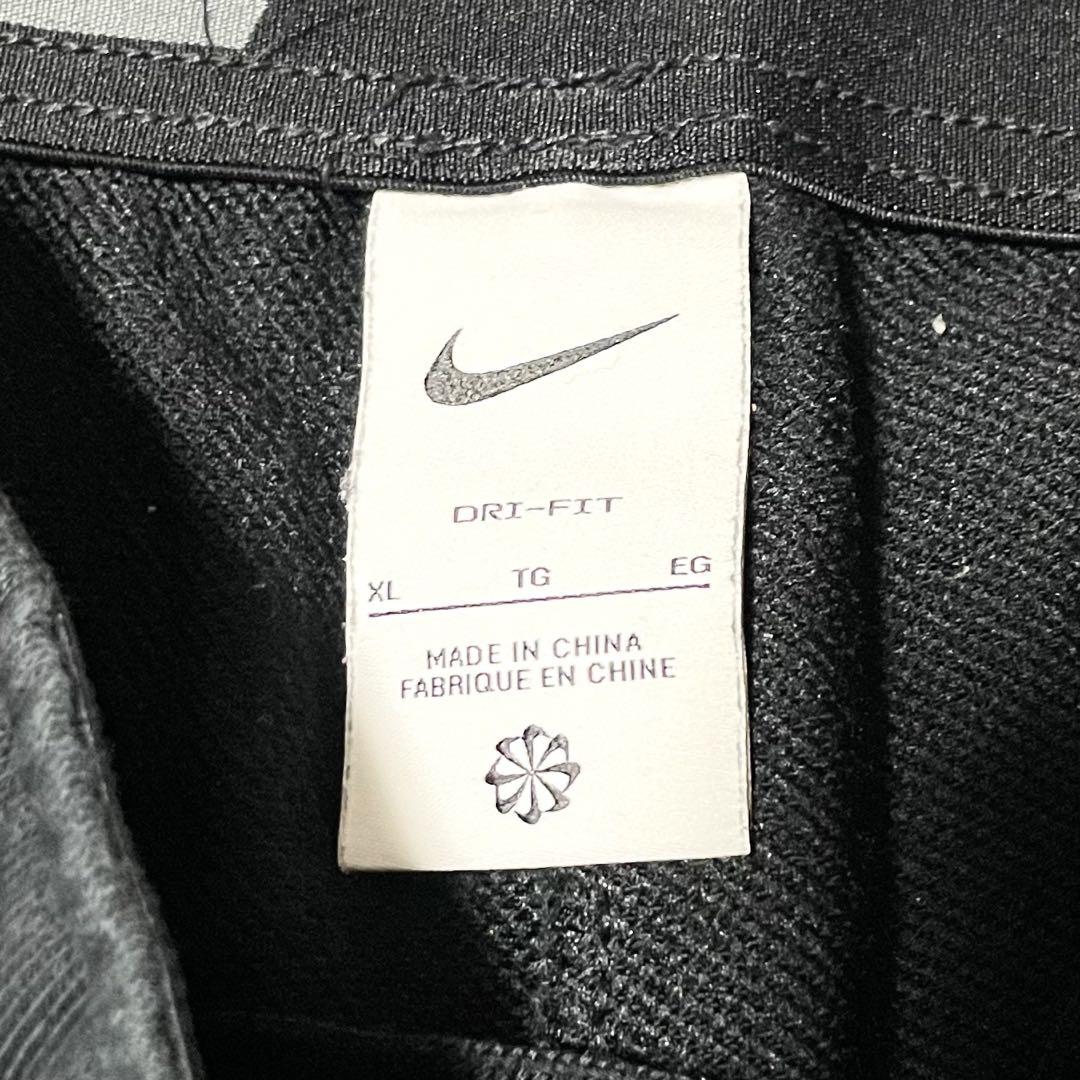 DRI-FIT
XL TG EG
MADE IN CHINA
FABRIQUE EN CHINE